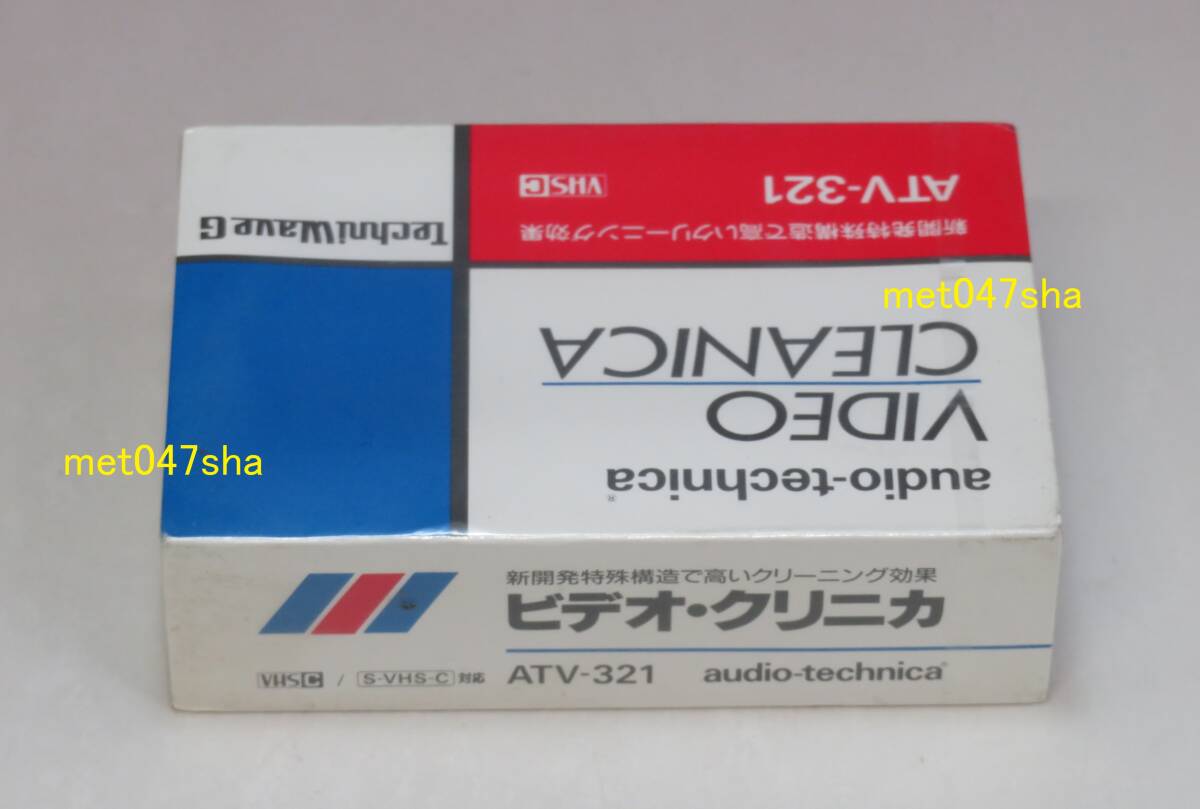 audio-technica®
VIDEO
CLEANICA
新開発特殊構造で高いクリーニング効果
ATV-321
VHS C
TechniWave G
met047sha
met047sha
新開発特殊構造で高いクリーニング効果
ビデオ・クリニカ
VHS C / S-VHS-C 対応
ATV-321 audio-technica®